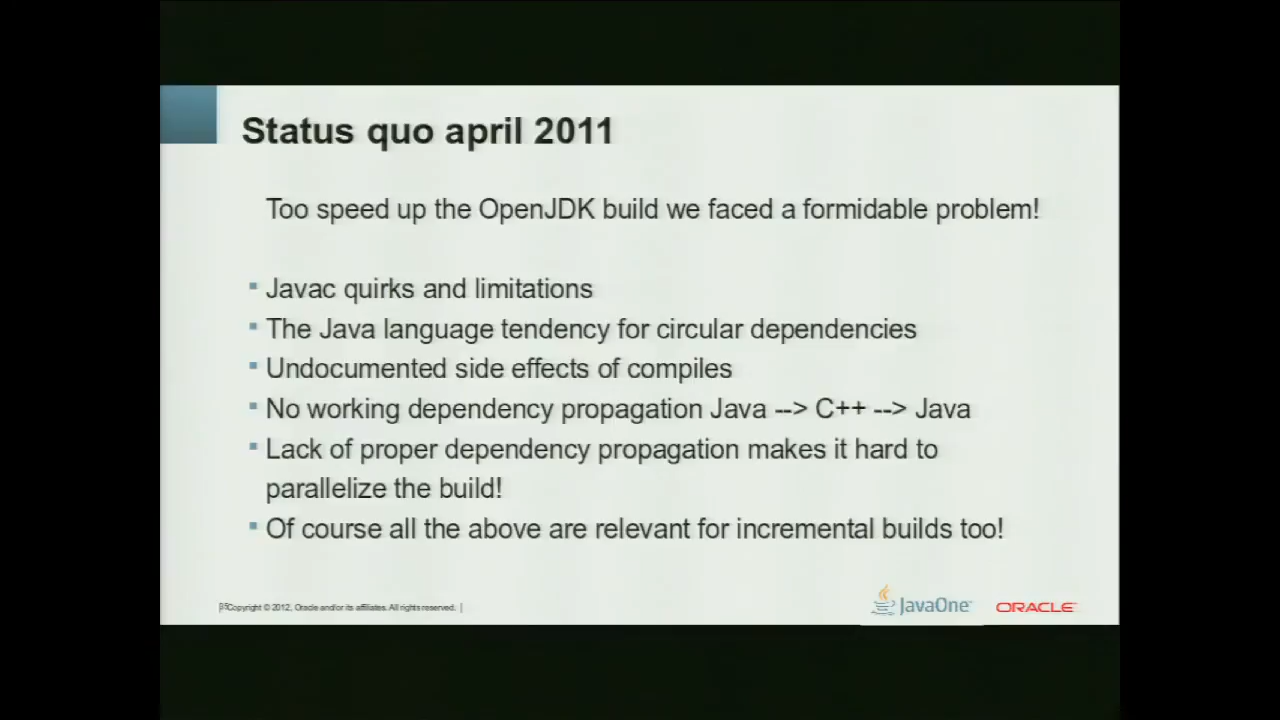 Status quo april 2011
Too speed up the OpenJDK build we faced a formidable problem!
Javac quirks and limitations
The Java language tendency for circular dependencies
Undocumented side effects of compiles
No working dependency propagation Java --> C++ --> Java
Lack of proper dependency propagation makes it hard to
parallelize the build!
Of course all the above are relevant for incremental builds too!
Copyright © 2012, Oracle and/or its affiliates. All rights reserved. |
JavaOne™ ORACLE